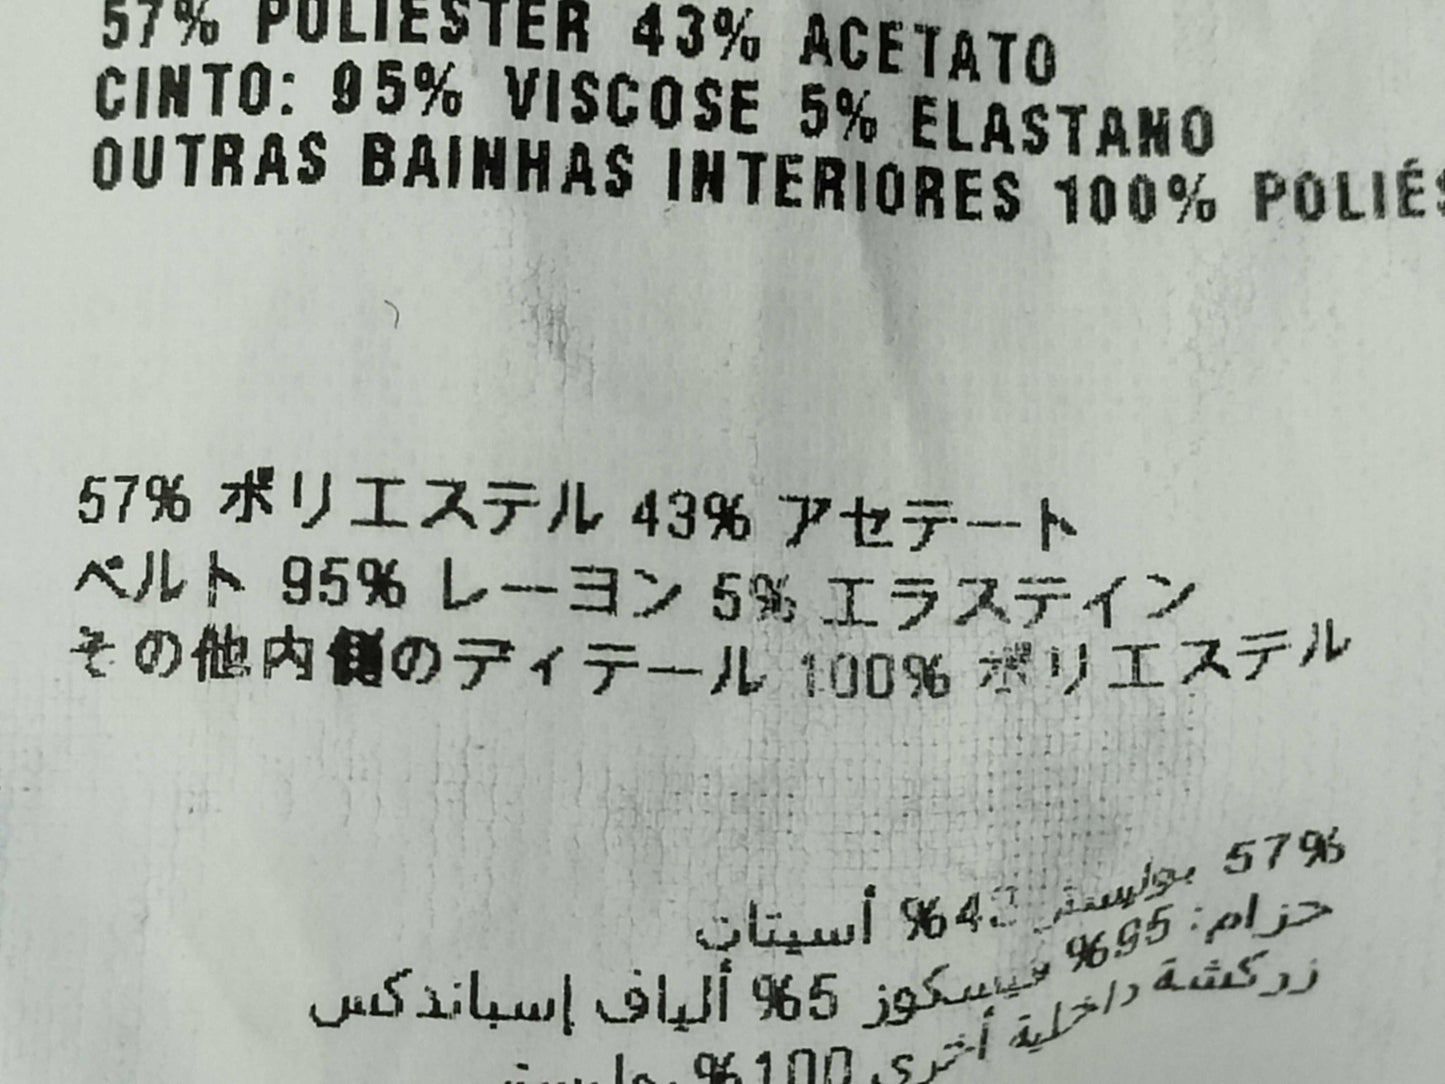 57% POLIESTER 43% ACETATO
CINTO: 95% VISCOSE 5% ELASTANO
OUTRAS BAINHAS INTERIORES 100%
57% ポリエステル 43% アセテート
ベルト 95% レーヨン 5% エラステイン
その他内側のディテール 100% ポリエステル
57% بوليستر 43% أسيتات
حزام: 95% فيسكوز 5% ألياف إسباندكس
زركشة داخلية أخرى 100% بوليستر